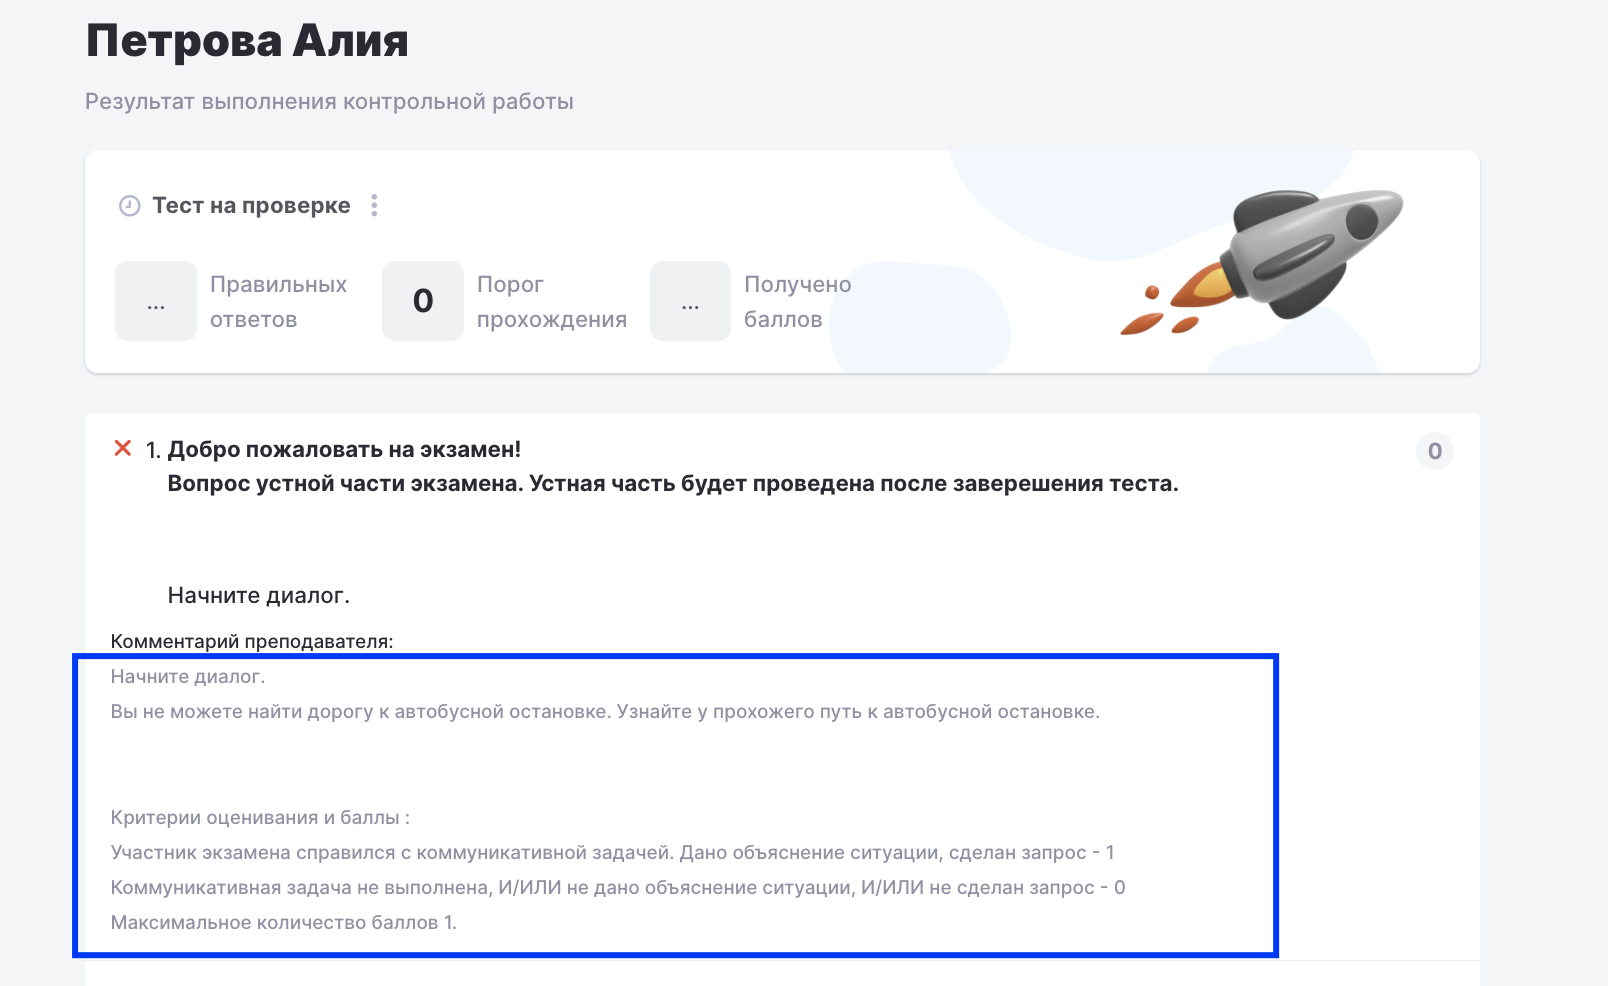 Петрова Алия
Результат выполнения контрольной работы
Тест на проверке
...
Правильных
ответов
0
Порог
прохождения
...
Получено
баллов
1. Добро пожаловать на экзамен!
0
Вопрос устной части экзамена. Устная часть будет проведена после заверешения теста.
Начните диалог.
Комментарий преподавателя:
Начните диалог.
Вы не можете найти дорогу к автобусной остановке. Узнайте у прохожего путь к автобусной остановке.
Критерии оценивания и баллы :
Участник экзамена справился с коммуникативной задачей. Дано объяснение ситуации, сделан запрос - 1
Коммуникативная задача не выполнена, И/ИЛИ не дано объяснение ситуации, И/ИЛИ не сделан запрос - 0
Максимальное количество баллов 1.